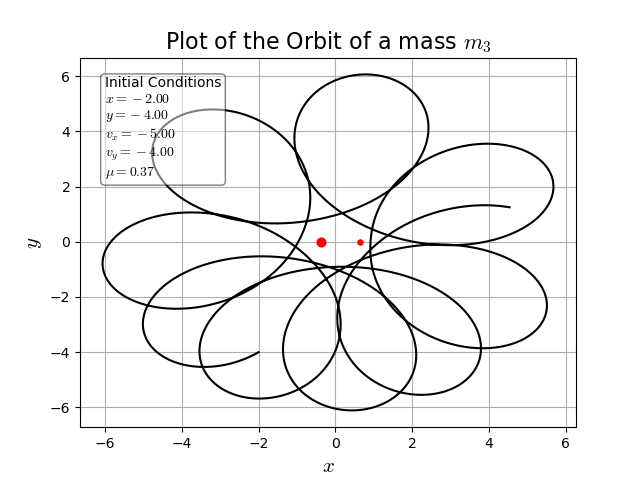 Plot of the Orbit of a mass m₃
Initial Conditions
x = −2.00
y = −4.00
vₓ = −5.00
v_y = −4.00
μ = 0.37
6
4
2
0
−2
−4
−6
y
−6 −4 −2 0 2 4 6
x